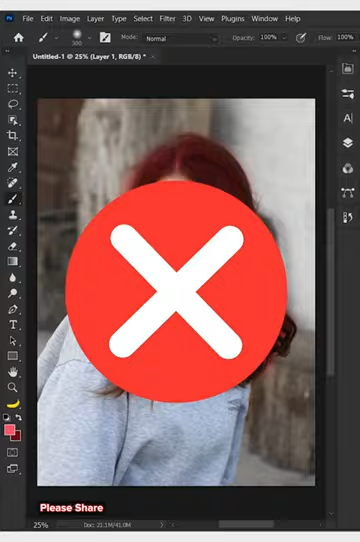 Ps File Edit Image Layer Type Select Filter 3D View Plugins Window Help
300 Mode: Normal Opacity: 100% Flow: 100%
Untitled-1 @ 25% (Layer 1, RGB/8) * ×
A|
T
Please Share
25% Doc: 21.1M/41.0M